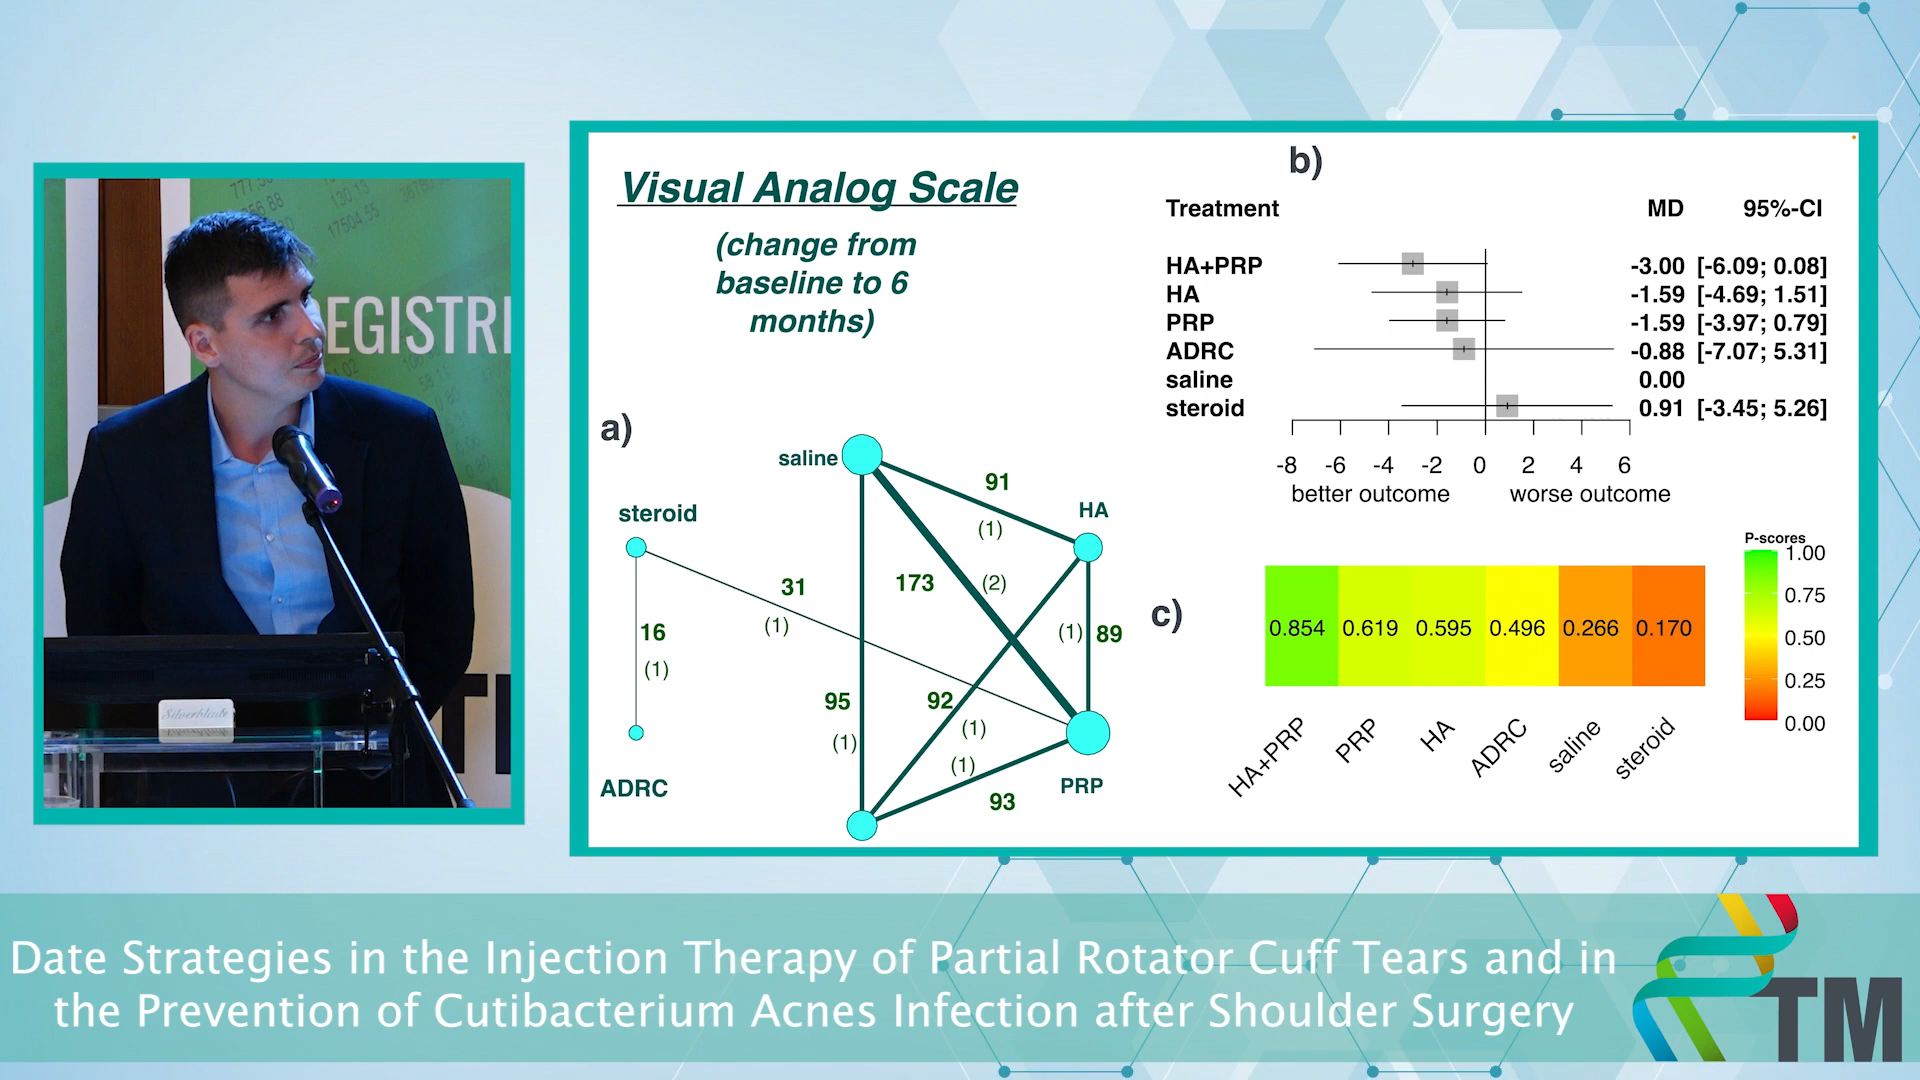 EGISTRI
777.
130.13
17504.55
Silverblade
Visual Analog Scale
(change from
baseline to 6
months)
a)
saline
steroid
HA
ADRC
PRP
91
(1)
31
(1)
173
(2)
16
(1)
(1)
89
95
(1)
92
(1)
(1)
93
b)
Treatment MD 95%-CI
HA+PRP -3.00 [-6.09; 0.08]
HA -1.59 [-4.69; 1.51]
PRP -1.59 [-3.97; 0.79]
ADRC -0.88 [-7.07; 5.31]
saline 0.00
steroid 0.91 [-3.45; 5.26]
-8 -6 -4 -2 0 2 4 6
better outcome worse outcome
c)
0.854 0.619 0.595 0.496 0.266 0.170
HA+PRP PRP HA ADRC saline steroid
P-scores
1.00
0.75
0.50
0.25
0.00
Date Strategies in the Injection Therapy of Partial Rotator Cuff Tears and in
the Prevention of Cutibacterium Acnes Infection after Shoulder Surgery
TM